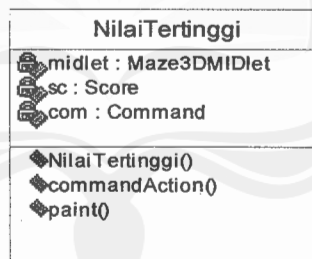 NilaiTertinggi
midlet : Maze3DMIDlet
sc : Score
com : Command
NilaiTertinggi()
commandAction()
paint()